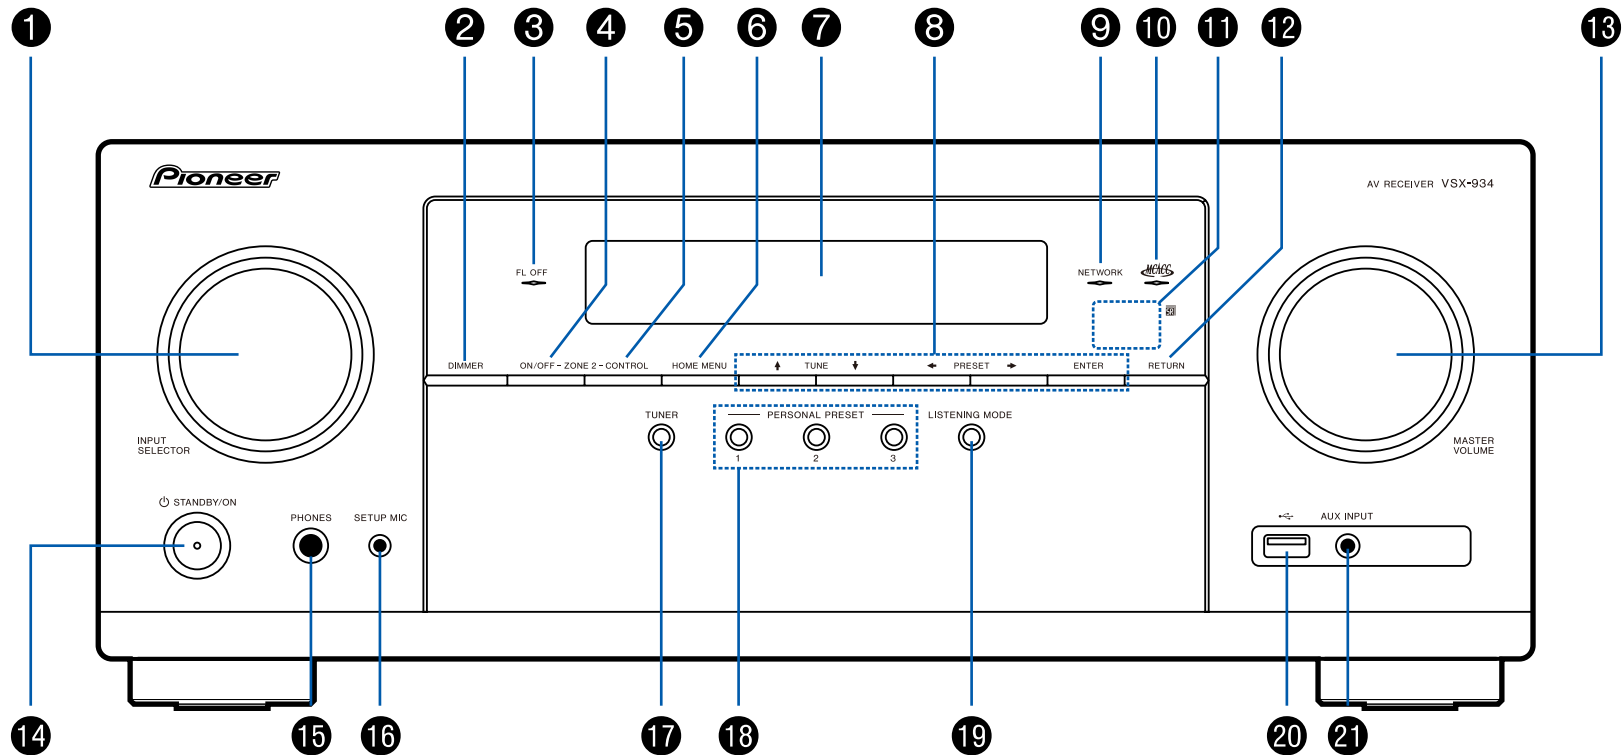 1 2 3 4 5 6 7 8 9 10 11 12 13
Pioneer
AV RECEIVER VSX-934
FL OFF
NETWORK
MCACC
DIMMER
ON/OFF – ZONE 2 – CONTROL
HOME MENU
TUNE
PRESET
ENTER
RETURN
TUNER
PERSONAL PRESET
LISTENING MODE
1 2 3
INPUT
SELECTOR
MASTER
VOLUME
STANDBY/ON
PHONES
SETUP MIC
AUX INPUT
14 15 16 17 18 19 20 21